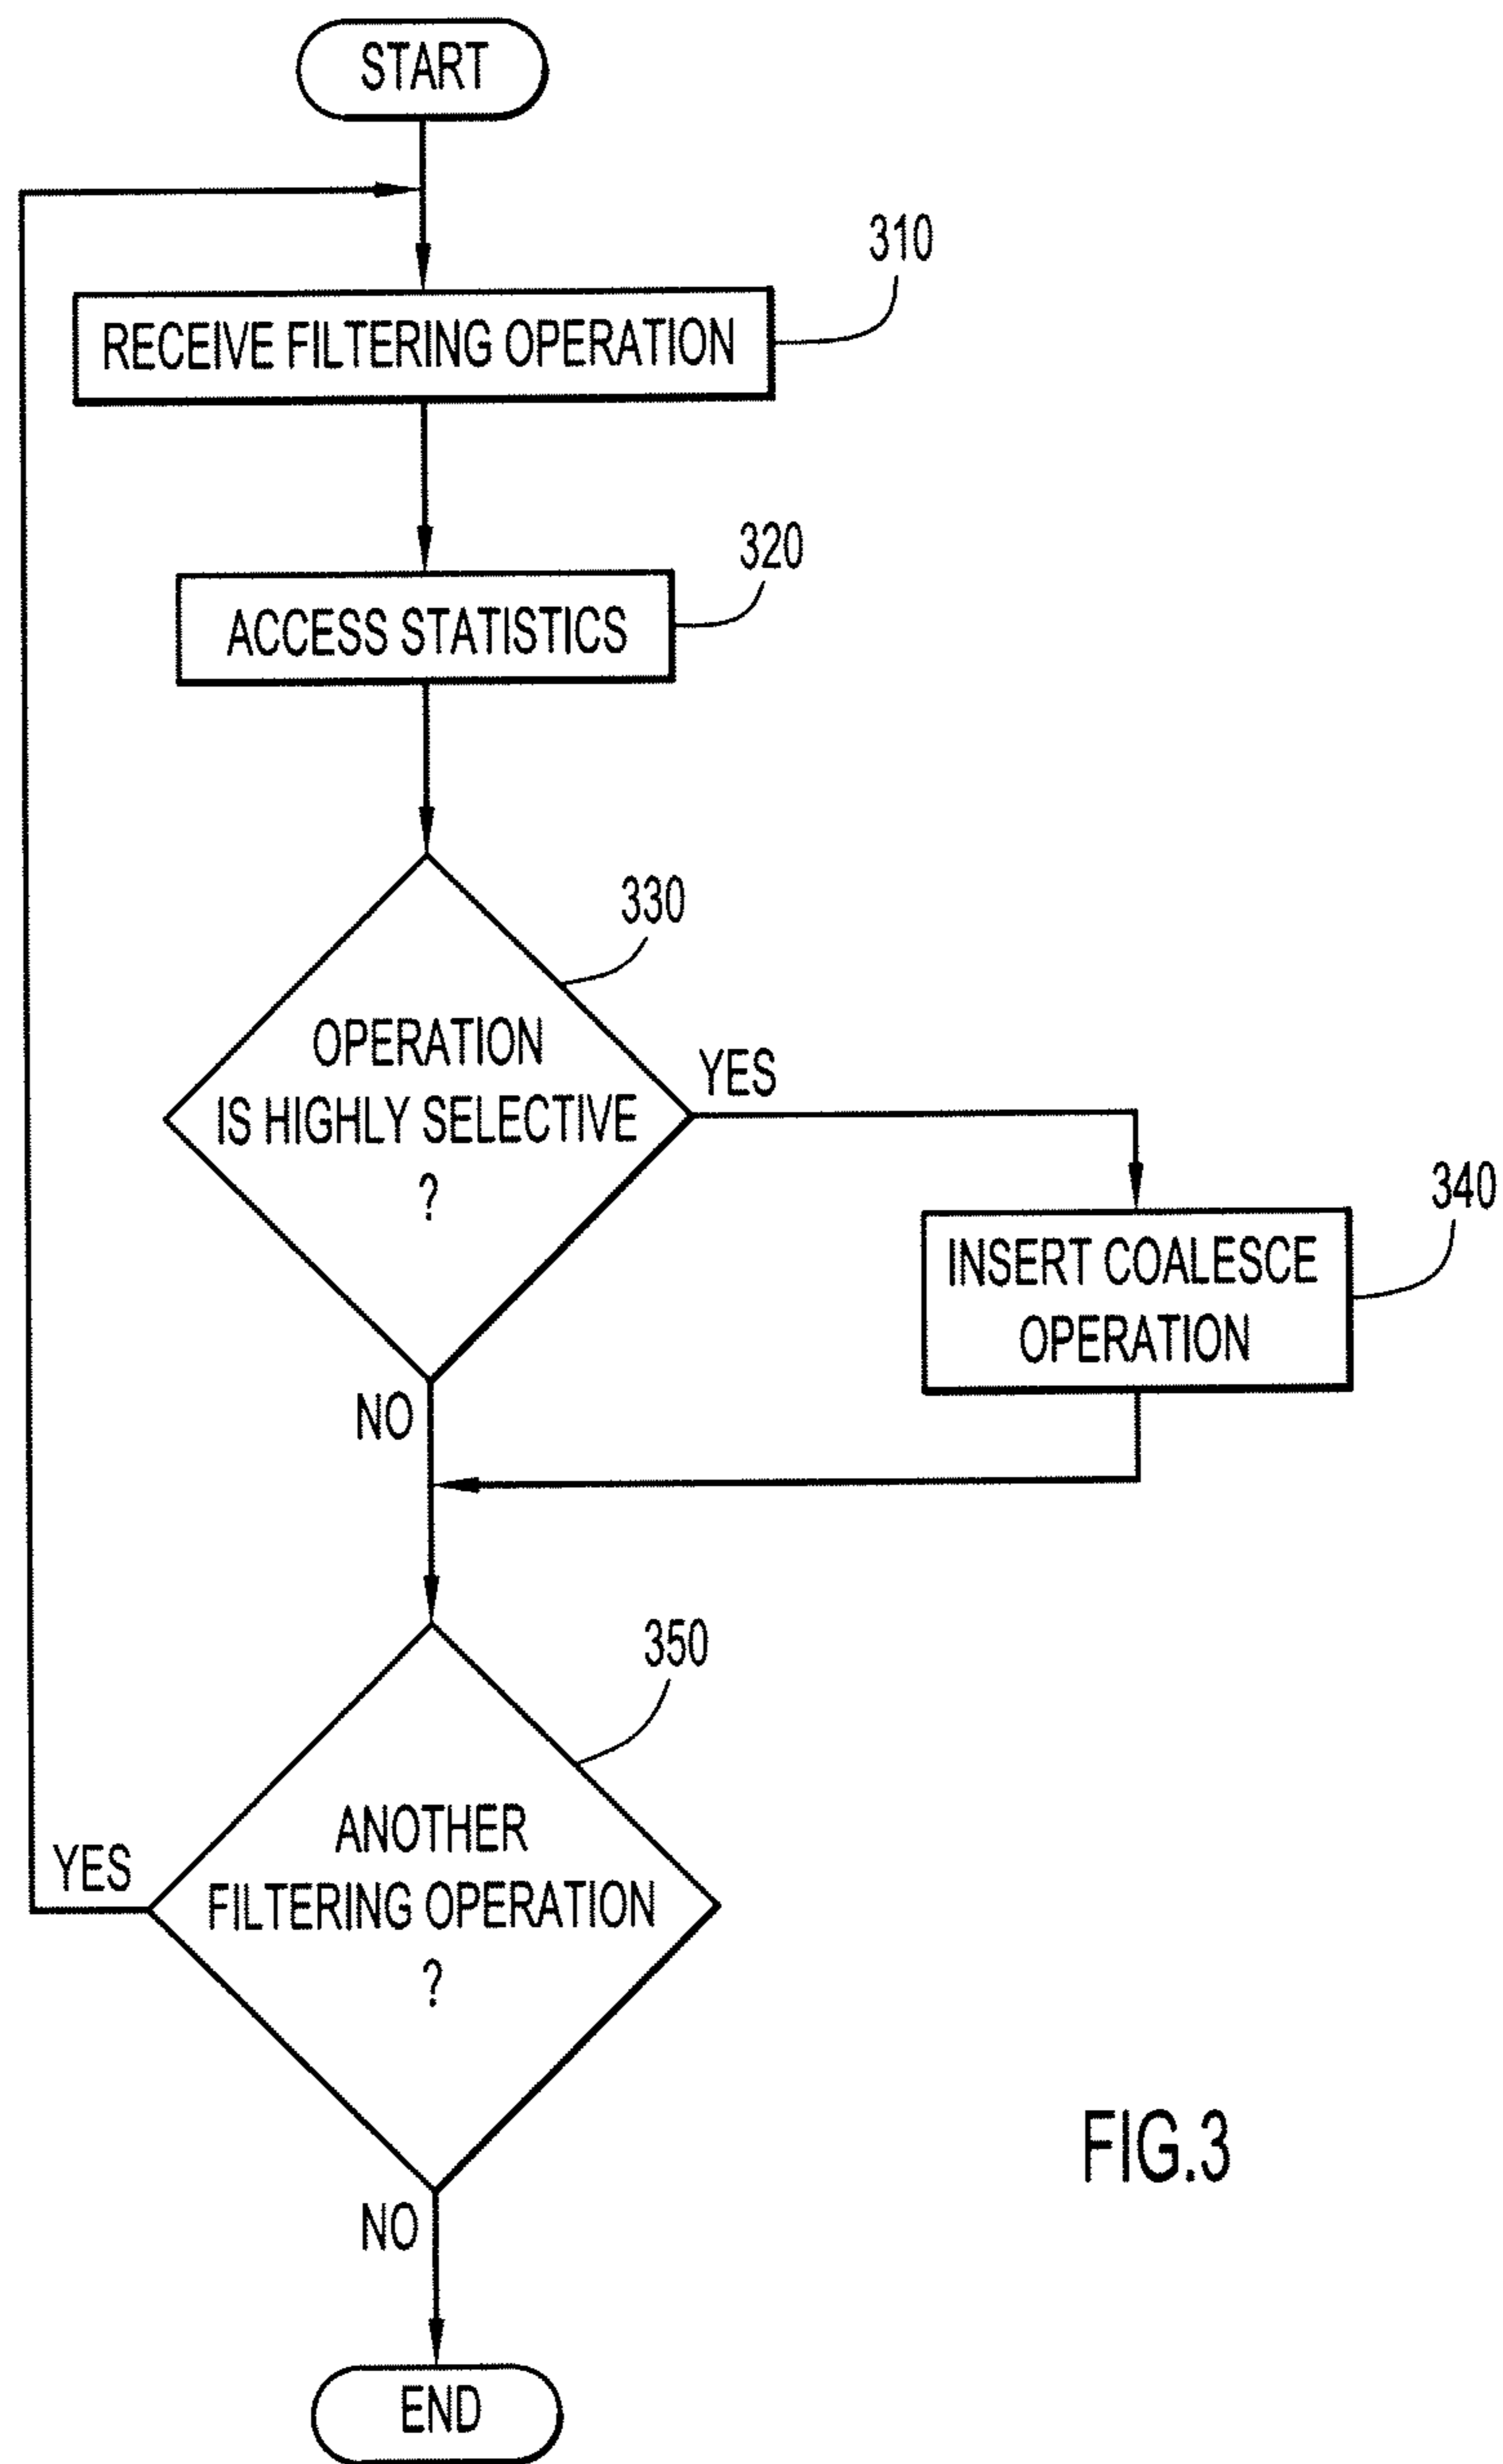 START
310
RECEIVE FILTERING OPERATION
320
ACCESS STATISTICS
330
OPERATION
IS HIGHLY SELECTIVE
?
YES
340
INSERT COALESCE
OPERATION
NO
350
ANOTHER
FILTERING OPERATION
?
YES
NO
FIG.3
END